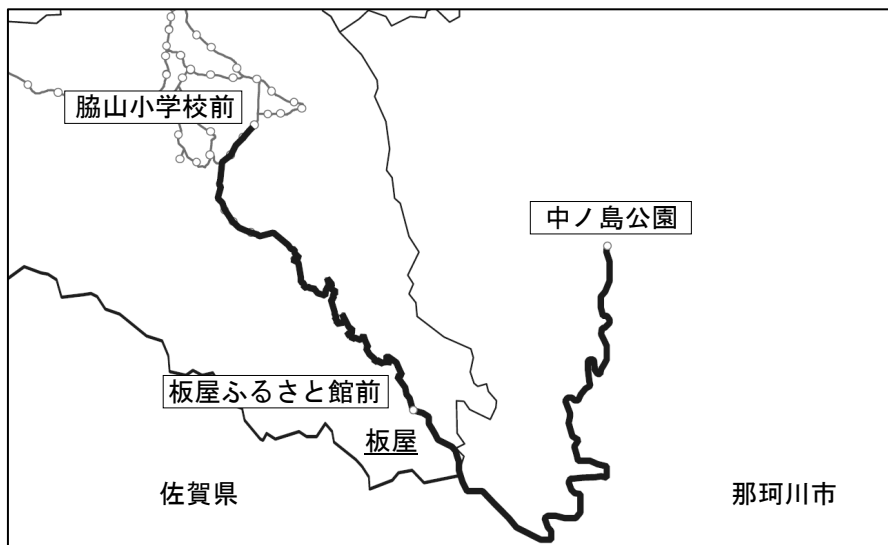 脇山小学校前
中ノ島公園
板屋ふるさと館前
板屋
佐賀県
那珂川市